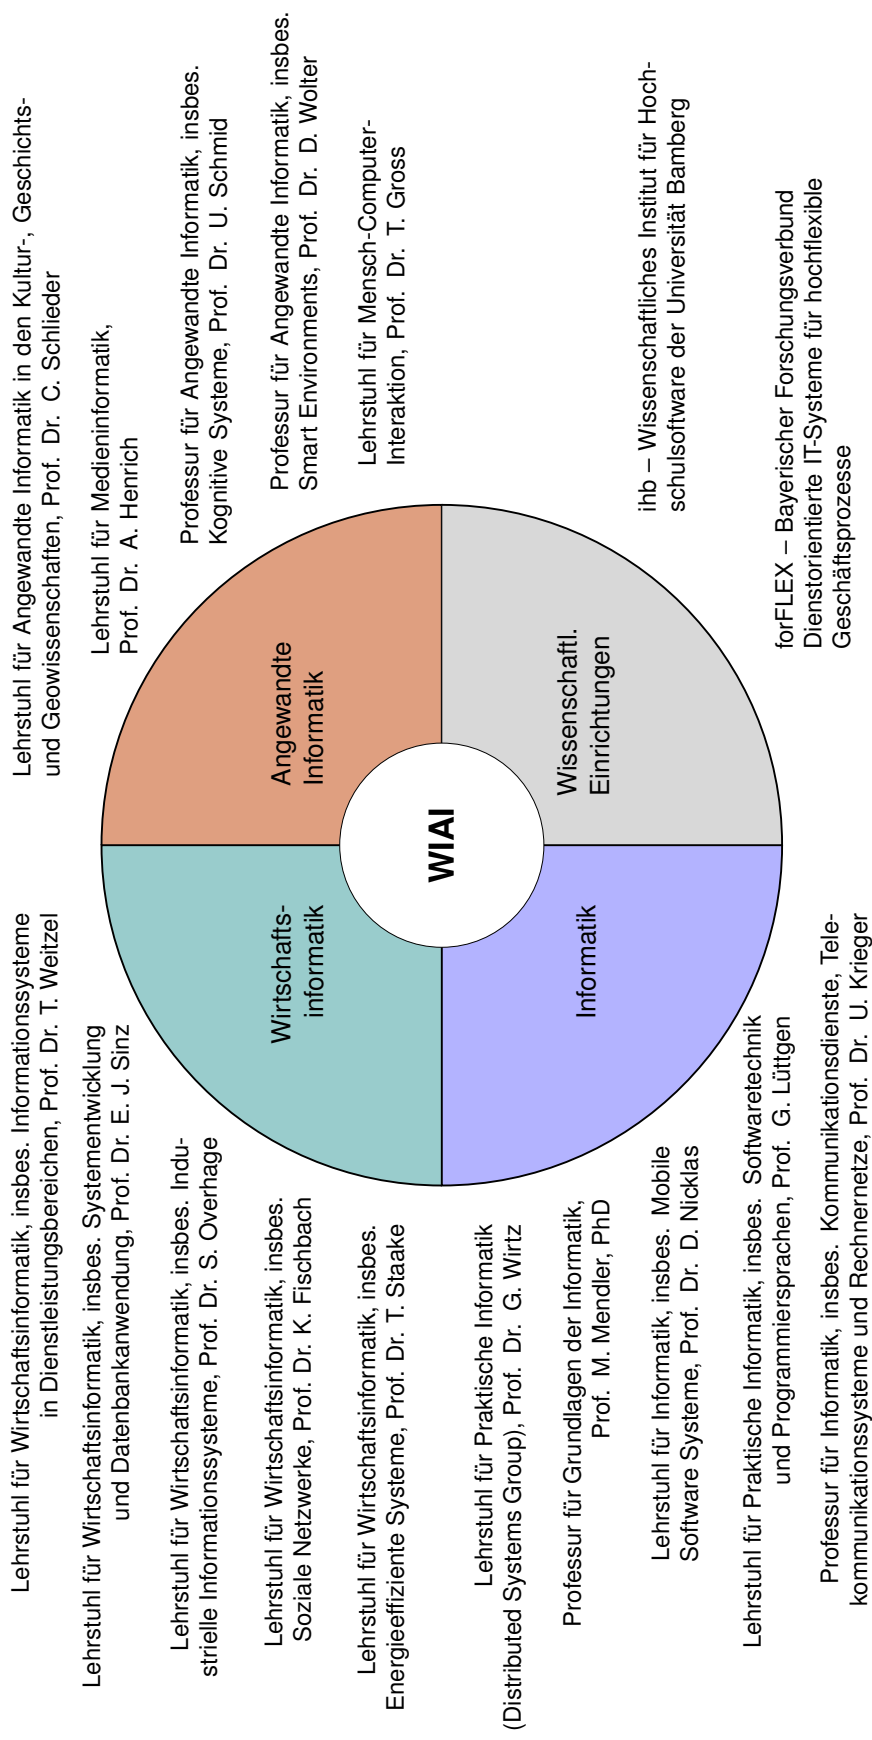 Lehrstuhl für Wirtschaftsinformatik, insbes. Informationssysteme
in Dienstleistungsbereichen, Prof. Dr. T. Weitzel
Lehrstuhl für Wirtschaftsinformatik, insbes. Systementwicklung
und Datenbankanwendung, Prof. Dr. E. J. Sinz
Lehrstuhl für Wirtschaftsinformatik, insbes. Indu-
strielle Informationssysteme, Prof. Dr. S. Overhage
Lehrstuhl für Wirtschaftsinformatik, insbes.
Soziale Netzwerke, Prof. Dr. K. Fischbach
Lehrstuhl für Wirtschaftsinformatik, insbes.
Energieeffiziente Systeme, Prof. Dr. T. Staake
Lehrstuhl für Praktische Informatik
(Distributed Systems Group), Prof. Dr. G. Wirtz
Professur für Grundlagen der Informatik,
Prof. M. Mendler, PhD
Lehrstuhl für Informatik, insbes. Mobile
Software Systeme, Prof. Dr. D. Nicklas
Lehrstuhl für Praktische Informatik, insbes. Softwaretechnik
und Programmiersprachen, Prof. G. Lüttgen
Professur für Informatik, insbes. Kommunikationsdienste, Tele-
kommunikationssysteme und Rechnernetze, Prof. Dr. U. Krieger
Wirtschafts-
informatik
Informatik
WIAI
Angewandte
Informatik
Wissenschaftl.
Einrichtungen
Lehrstuhl für Angewandte Informatik in den Kultur-, Geschichts-
und Geowissenschaften, Prof. Dr. C. Schlieder
Lehrstuhl für Medieninformatik,
Prof. Dr. A. Henrich
Professur für Angewandte Informatik, insbes.
Kognitive Systeme, Prof. Dr. U. Schmid
Professur für Angewandte Informatik, insbes.
Smart Environments, Prof. Dr. D. Wolter
Lehrstuhl für Mensch-Computer-
Interaktion, Prof. Dr. T. Gross
ihb – Wissenschaftliches Institut für Hoch-
schulsoftware der Universität Bamberg
forFLEX – Bayerischer Forschungsverbund
Dienstorientierte IT-Systeme für hochflexible
Geschäftsprozesse